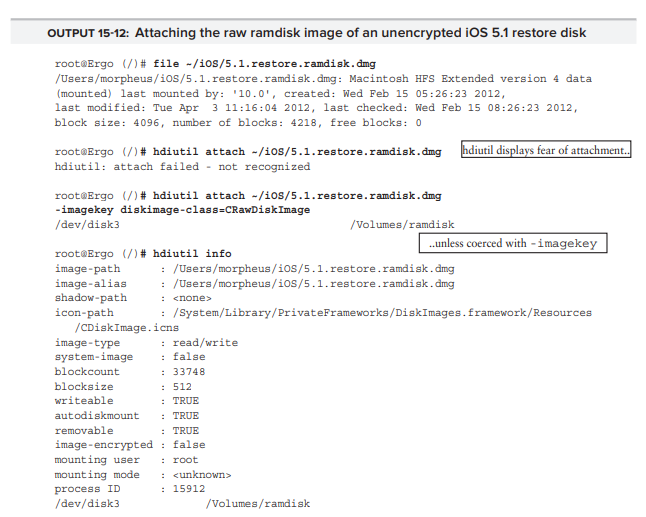 OUTPUT 15-12: Attaching the raw ramdisk image of an unencrypted iOS 5.1 restore disk
root@Ergo (/)# file ~/iOS/5.1.restore.ramdisk.dmg
/Users/morpheus/iOS/5.1.restore.ramdisk.dmg: Macintosh HFS Extended version 4 data
(mounted) last mounted by: '10.0', created: Wed Feb 15 05:26:23 2012,
last modified: Tue Apr  3 11:16:04 2012, last checked: Wed Feb 15 08:26:23 2012,
block size: 4096, number of blocks: 4218, free blocks: 0
root@Ergo (/)# hdiutil attach ~/iOS/5.1.restore.ramdisk.dmg hdiutil displays fear of attachment..
hdiutil: attach failed - not recognized
root@Ergo (/)# hdiutil attach ~/iOS/5.1.restore.ramdisk.dmg
-imagekey diskimage-class=CRawDiskImage
/dev/disk3 /Volumes/ramdisk
..unless coerced with -imagekey
root@Ergo (/)# hdiutil info
image-path : /Users/morpheus/iOS/5.1.restore.ramdisk.dmg
image-alias : /Users/morpheus/iOS/5.1.restore.ramdisk.dmg
shadow-path : <none>
icon-path : /System/Library/PrivateFrameworks/DiskImages.framework/Resources
/CDiskImage.icns
image-type : read/write
system-image : false
blockcount : 33748
blocksize : 512
writeable : TRUE
autodiskmount : TRUE
removable : TRUE
image-encrypted : false
mounting user : root
mounting mode : <unknown>
process ID : 15912
/dev/disk3 /Volumes/ramdisk